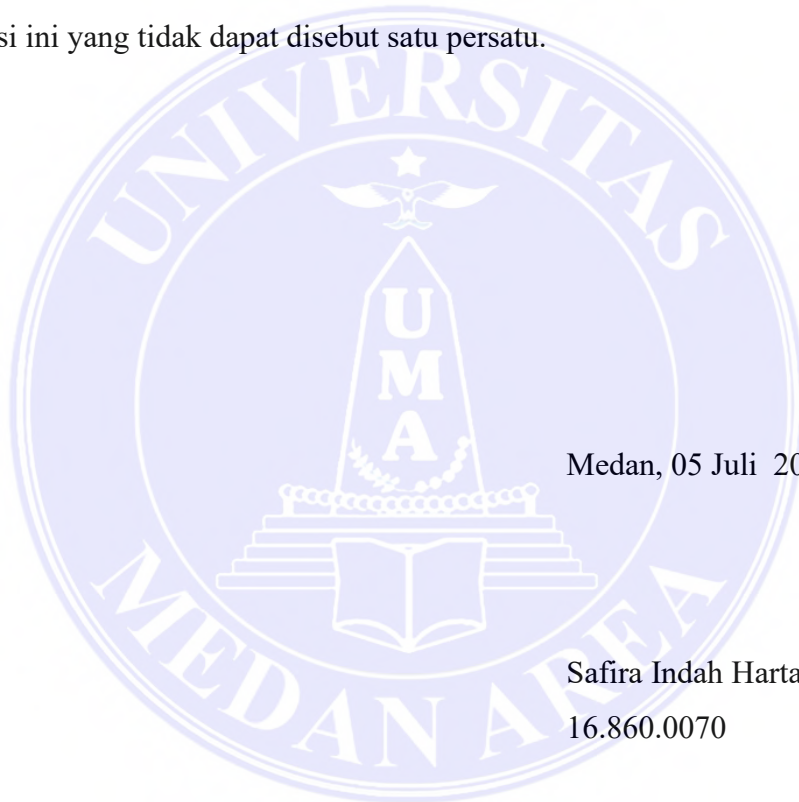 si ini yang tidak dapat disebut satu persatu.
UNIVERSITAS
UMA
MEDAN AREA
Medan, 05 Juli 20
Safira Indah Harta
16.860.0070